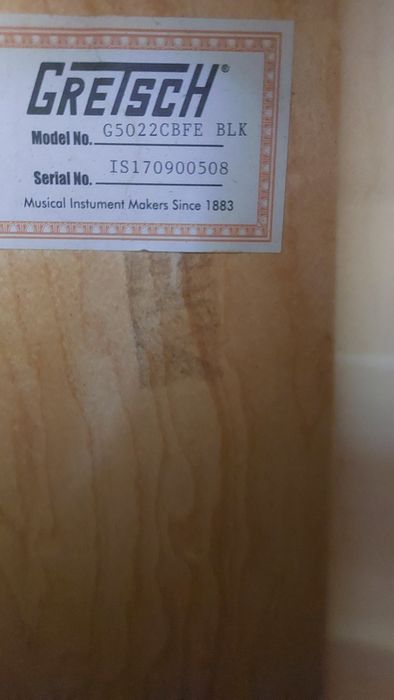 GRETSCH®
Model No. G5022CBFE BLK
Serial No. IS170900508
Musical Instument Makers Since 1883